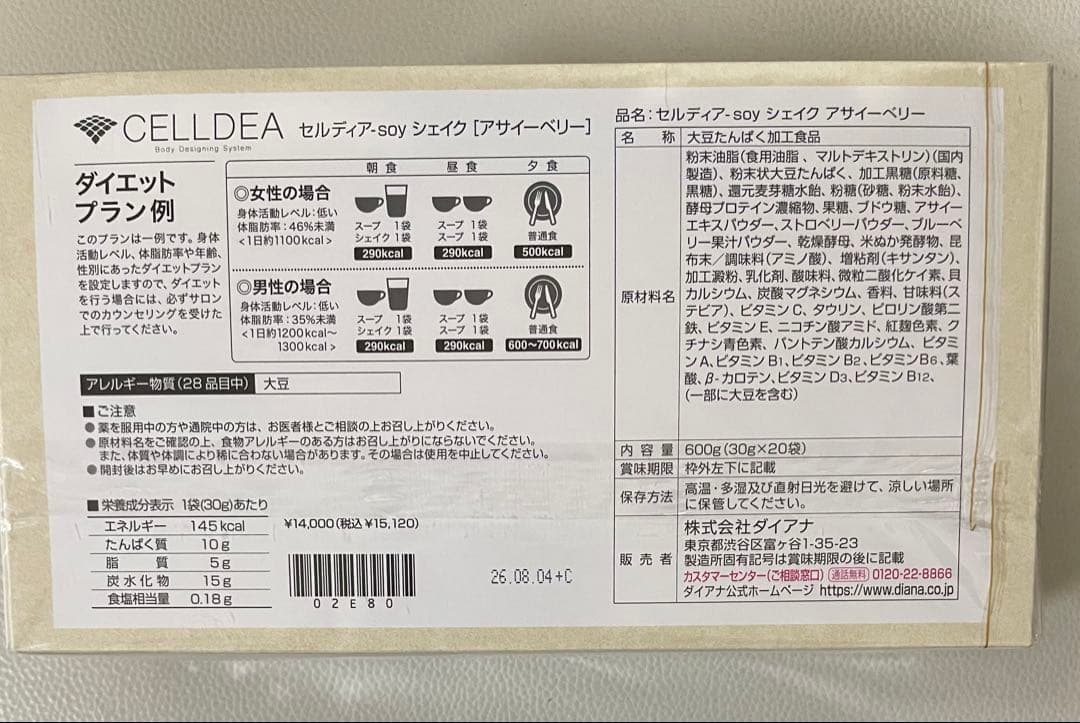 CELLDEA
Body Designing System
セルディア-soy シェイク [アサイーベリー]
ダイエット
プラン例
このプランは一例です。身体
活動レベル、体脂肪率や年齢、
性別にあったダイエットプラン
を設定しますので、ダイエット
を行う場合には、必ずサロン
でのカウンセリングを受けた
上で行ってください。
朝食 昼食 夕食
◎女性の場合
身体活動レベル：低い
体脂肪率：46%未満
<1日約1100kcal>
スープ 1袋
シェイク 1袋
290kcal
スープ 1袋
スープ 1袋
290kcal
普通食
500kcal
◎男性の場合
身体活動レベル：低い
体脂肪率：35%未満
<1日約1200kcal〜
1300kcal>
スープ 1袋
シェイク 1袋
290kcal
スープ 1袋
スープ 1袋
290kcal
普通食
600〜700kcal
アレルギー物質（28品目中） 大豆
■ご注意
●薬を服用中の方や通院中の方は、お医者様とご相談の上お召し上がりください。
●原材料名をご確認の上、食物アレルギーのある方はお召し上がりにならないでください。
また、体質や体調により稀に合わない場合があります。その場合は使用を中止してください。
●開封後はお早めにお召し上がりください。
■栄養成分表示 1袋(30g)あたり
エネルギー 145kcal
たんぱく質 10g
脂質 5g
炭水化物 15g
食塩相当量 0.18g
¥14,000(税込¥15,120)
02E80
26.08.04+C
品名：セルディア-soy シェイク アサイーベリー
名称 大豆たんぱく加工食品
原材料名
粉末油脂（食用油脂、マルトデキストリン）（国内
製造）、粉末状大豆たんぱく、加工黒糖（原料糖、
黒糖）、還元麦芽糖水飴、粉糖（砂糖、粉末水飴）、
酵母プロテイン濃縮物、果糖、ブドウ糖、アサイー
エキスパウダー、ストロベリーパウダー、ブルーベ
リー果汁パウダー、乾燥酵母、米ぬか発酵物、昆
布末／調味料（アミノ酸）、増粘剤（キサンタン）、
加工澱粉、乳化剤、酸味料、微粒二酸化ケイ素、貝
カルシウム、炭酸マグネシウム、香料、甘味料（ス
テビア）、ビタミンC、タウリン、ピロリン酸第二
鉄、ビタミンE、ニコチン酸アミド、紅麹色素、ク
チナシ青色素、パントテン酸カルシウム、ビタミ
ンA、ビタミンB1、ビタミンB2、ビタミンB6、葉
酸、β-カロテン、ビタミンD3、ビタミンB12、
（一部に大豆を含む）
内容量 600g（30g×20袋）
賞味期限 枠外左下に記載
保存方法 高温・多湿及び直射日光を避けて、涼しい場所
に保管してください。
販売者
株式会社ダイアナ
東京都渋谷区富ヶ谷1-35-23
製造所固有記号は賞味期限の後に記載
カスタマーセンター（ご相談窓口） 通話無料 0120-22-8866
ダイアナ公式ホームページ https://www.diana.co.jp